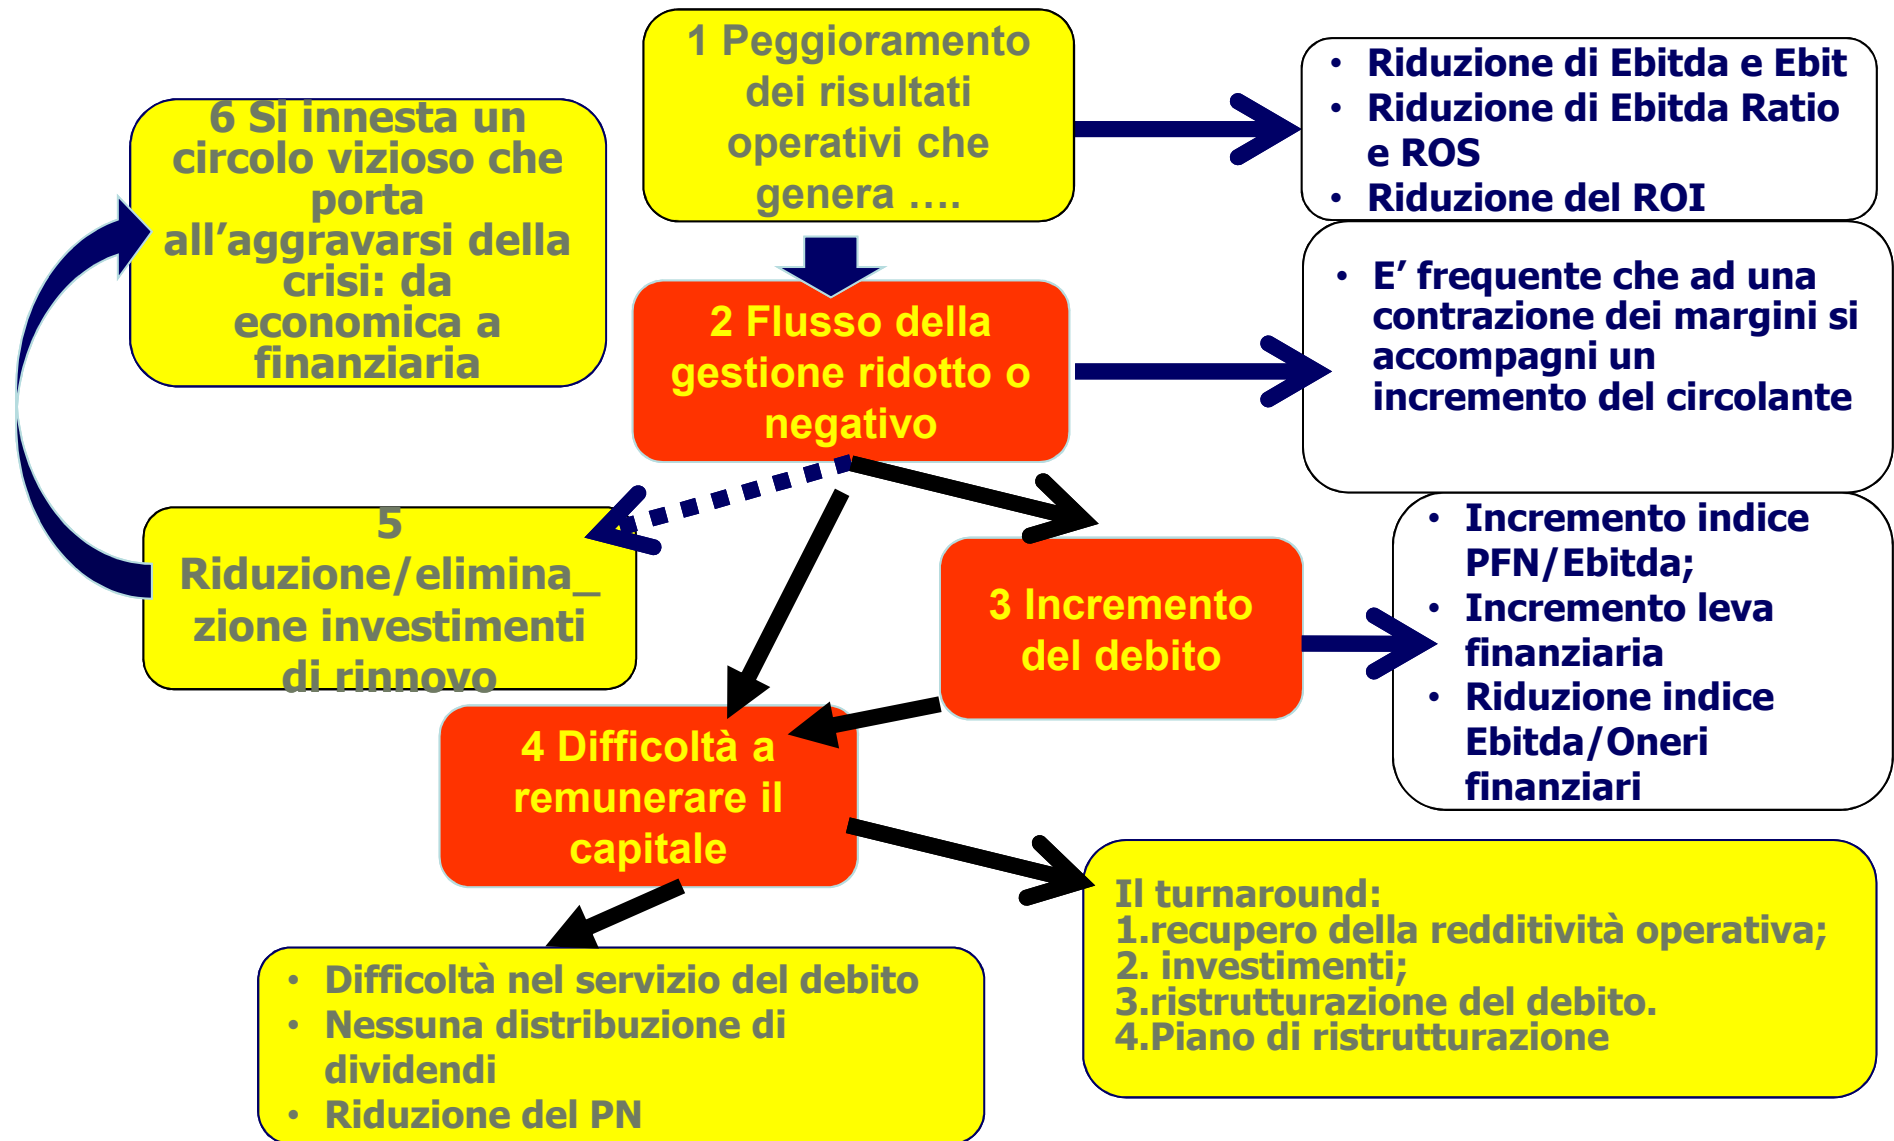 1 Peggioramento
dei risultati
operativi che
genera ….
• Riduzione di Ebitda e Ebit
• Riduzione di Ebitda Ratio
e ROS
• Riduzione del ROI
6 Si innesta un
circolo vizioso che
porta
all’aggravarsi della
crisi: da
economica a
finanziaria
2 Flusso della
gestione ridotto o
negativo
• E’ frequente che ad una
contrazione dei margini si
accompagni un
incremento del circolante
5
Riduzione/elimina_
zione investimenti
di rinnovo
3 Incremento
del debito
• Incremento indice
PFN/Ebitda;
• Incremento leva
finanziaria
• Riduzione indice
Ebitda/Oneri
finanziari
4 Difficoltà a
remunerare il
capitale
Il turnaround:
1.recupero della redditività operativa;
2. investimenti;
3.ristrutturazione del debito.
4.Piano di ristrutturazione
• Difficoltà nel servizio del debito
• Nessuna distribuzione di
dividendi
• Riduzione del PN